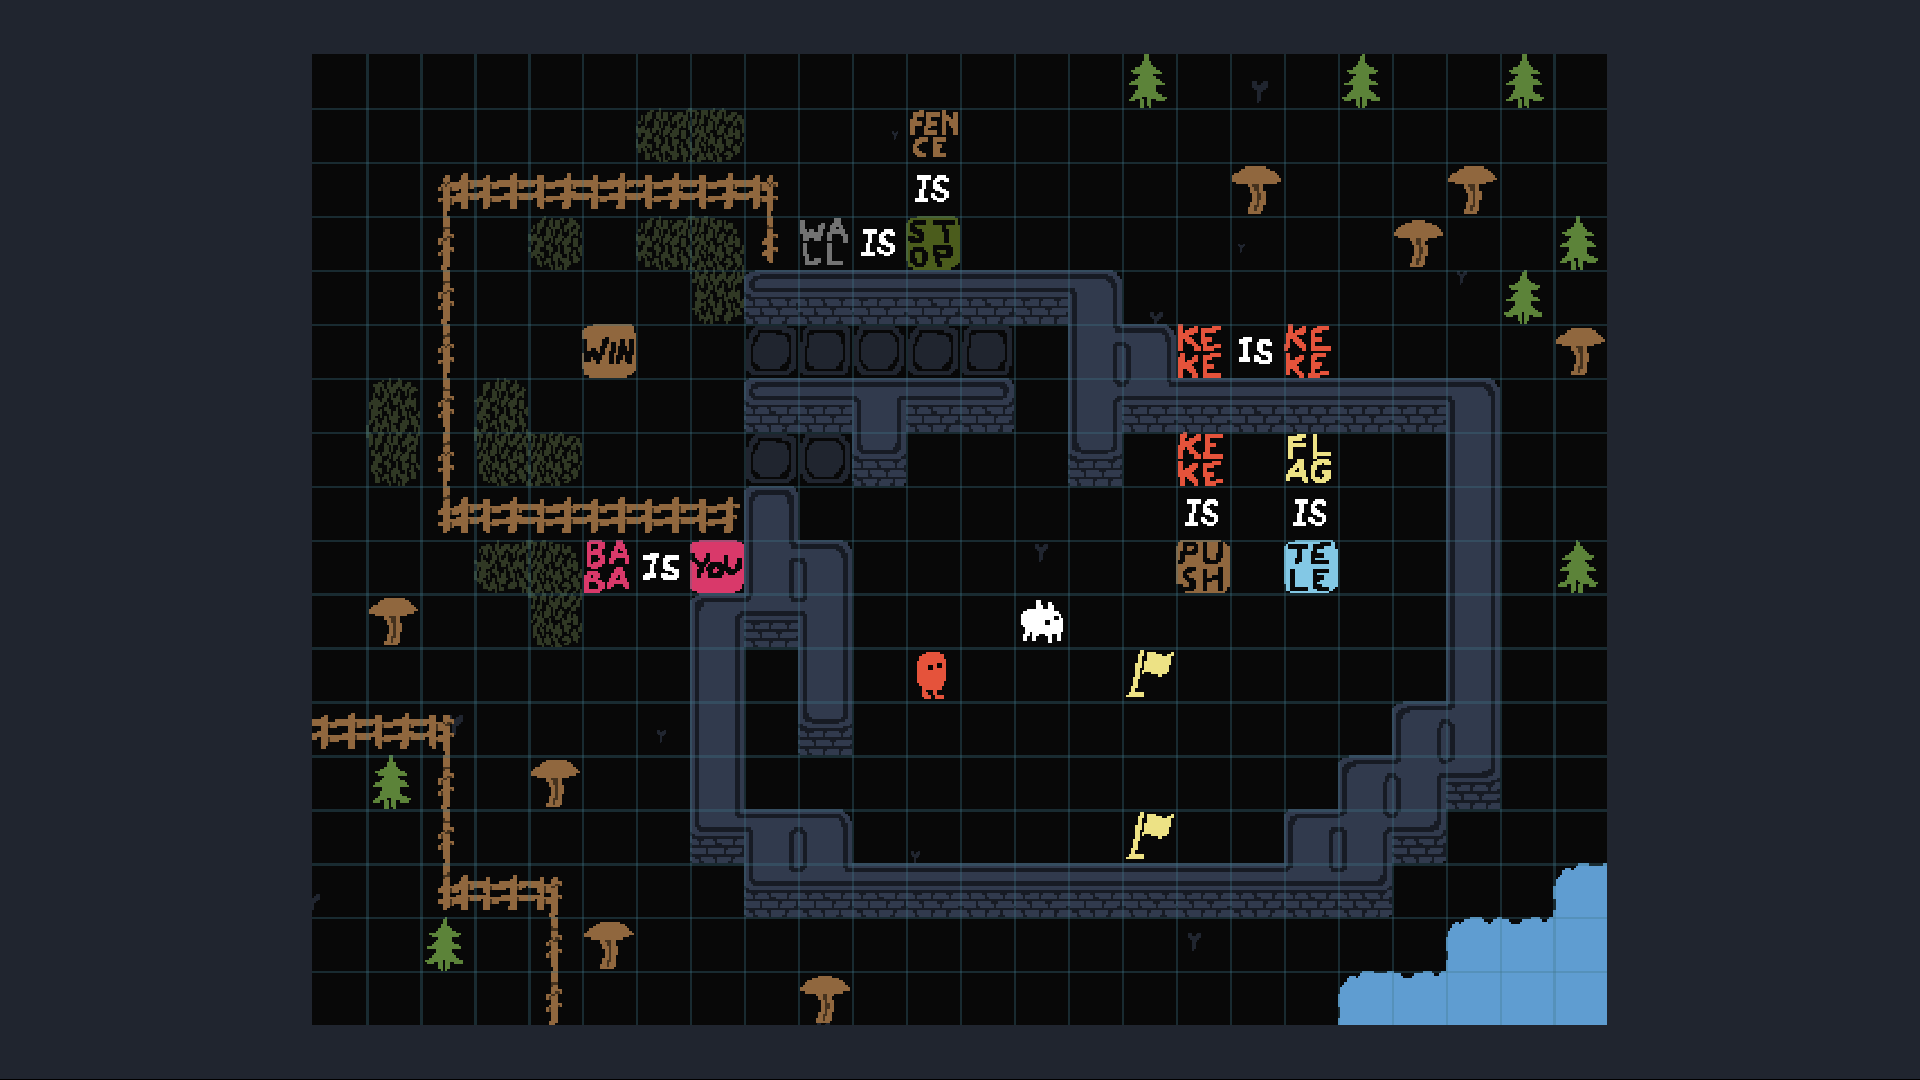 FENCE
IS
WALL IS STOP
WIN
KEKE IS KEKE
KEKE FLAG
IS IS
BABA IS YOU PUSH TELE